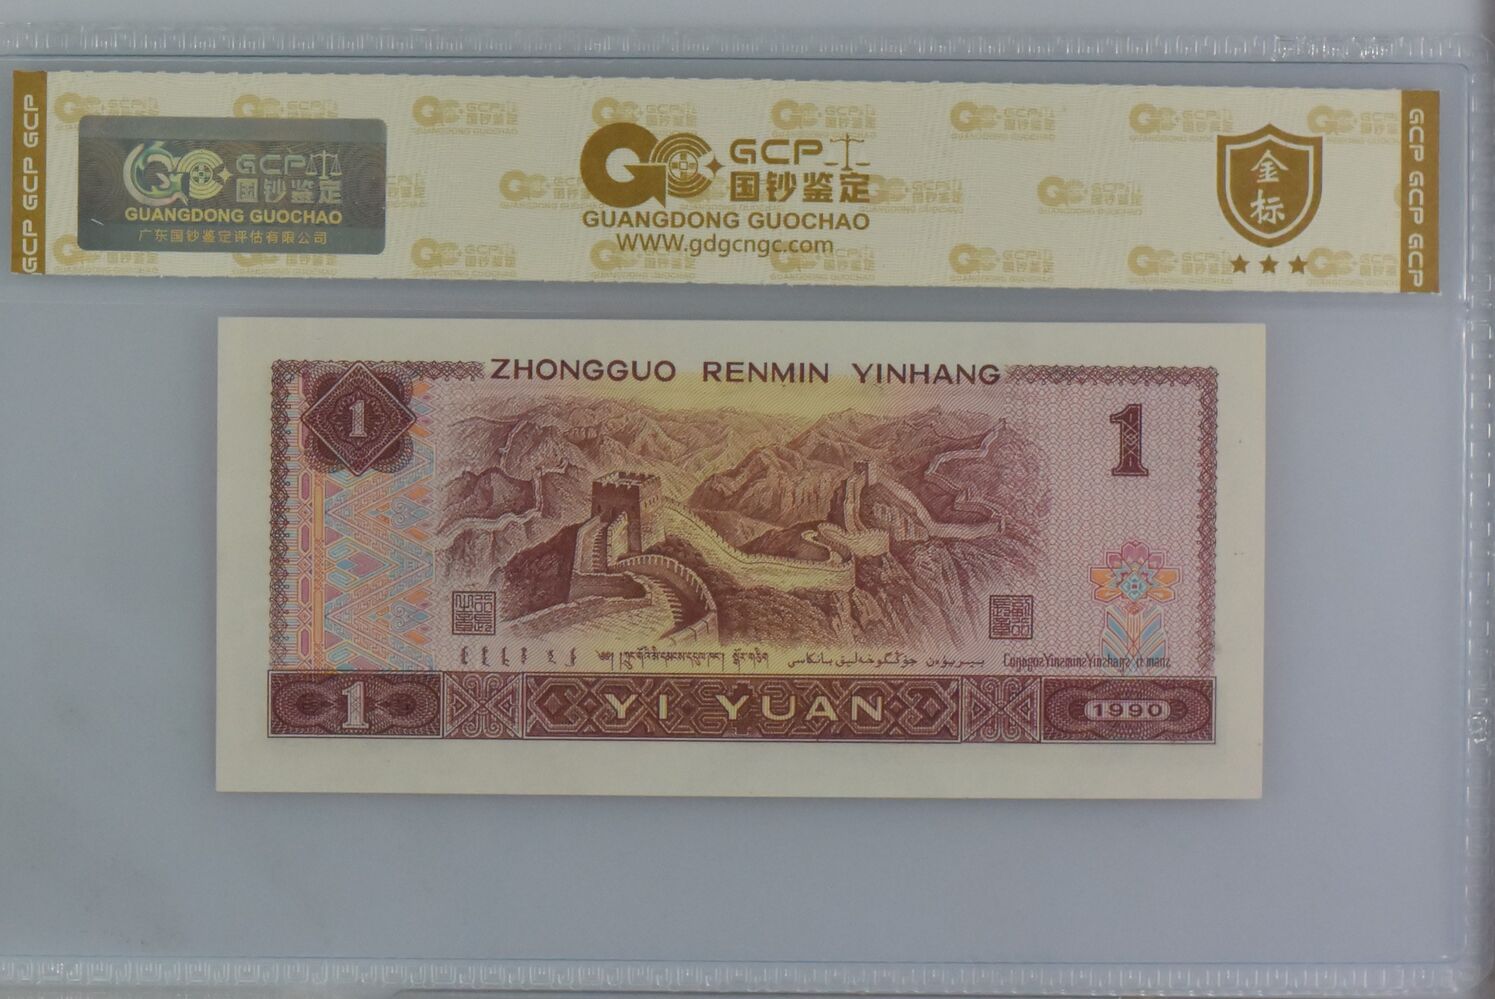 GCP GCP GCP
GCP 国钞鉴定
GUANGDONG GUOCHAO
广东国钞鉴定评估有限公司
GCP
国钞鉴定
GUANGDONG GUOCHAO
WWW.gdgcngc.com
金标
GCP GCP GCP
ZHONGGUO RENMIN YINHANG
1
1
1
YI YUAN
1990